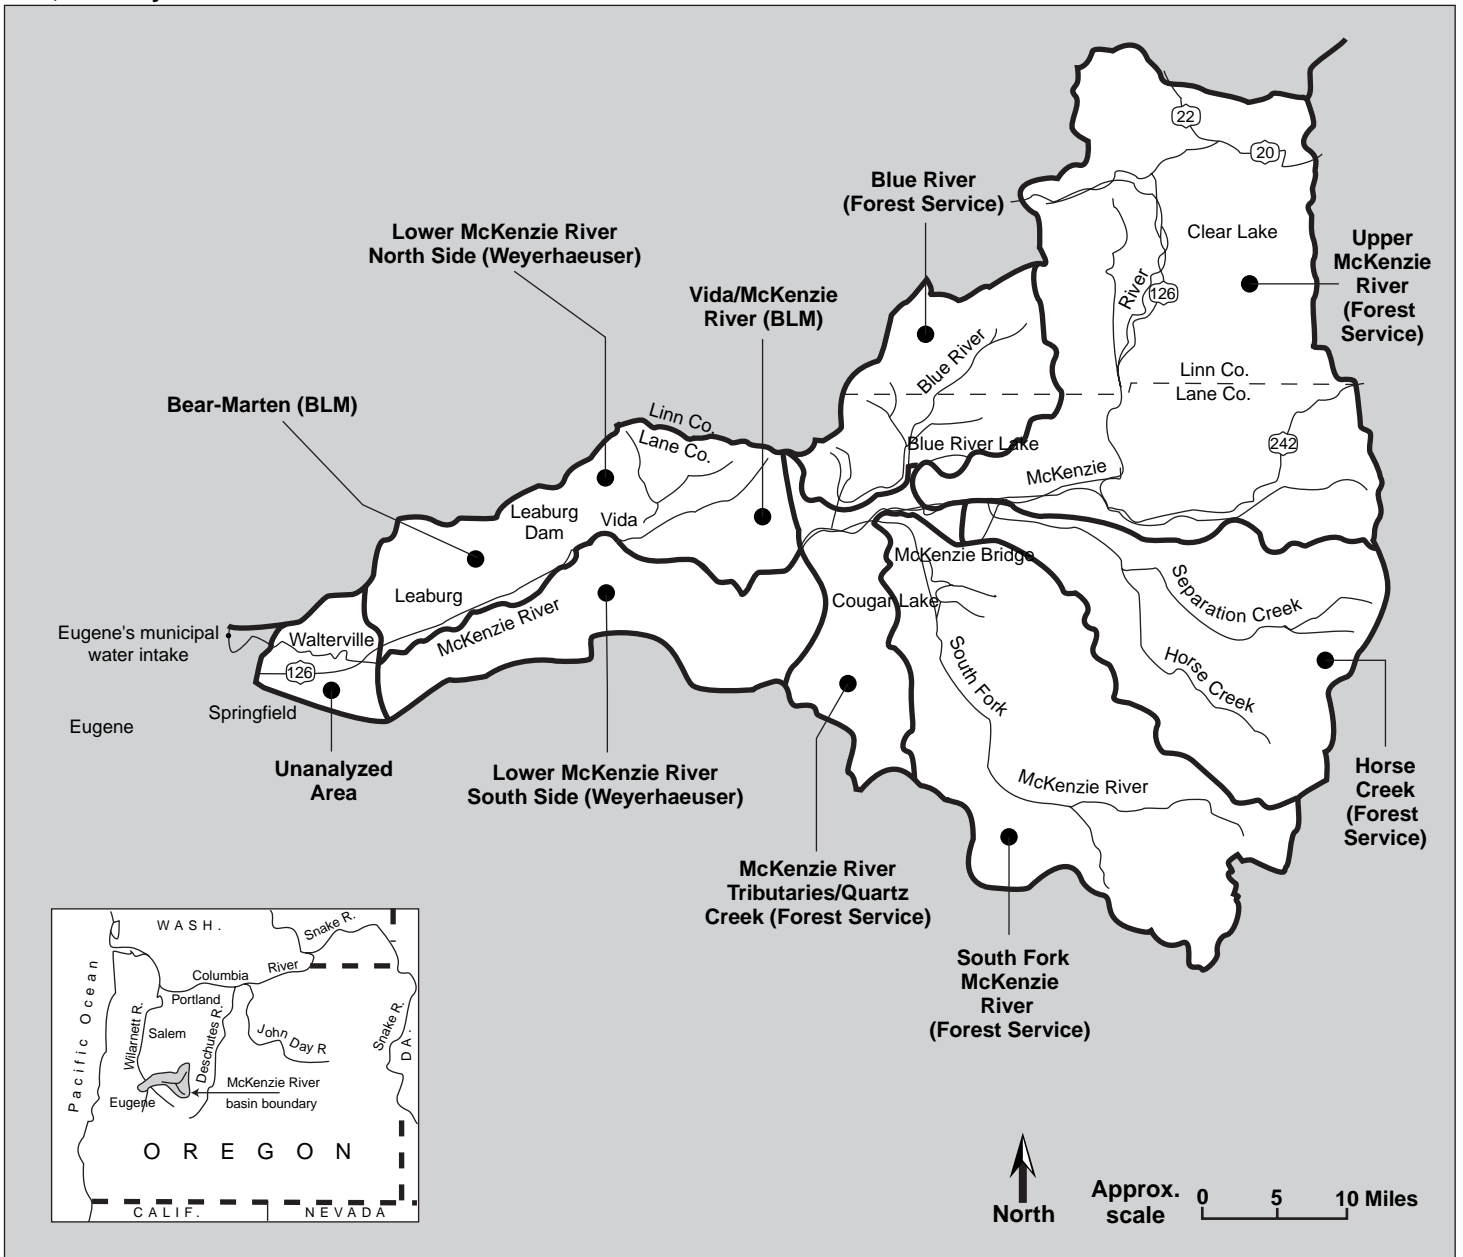 22
20
Blue River
(Forest Service)
Clear Lake
Upper
McKenzie
River
(Forest
Service)
Lower McKenzie River
North Side (Weyerhaeuser)
River
126
Vida/McKenzie
River (BLM)
Blue River
Linn Co.
Lane Co.
Bear-Marten (BLM)
Linn Co.
Lane Co.
Blue River Lake
242
McKenzie
Leaburg
Dam
Vida
McKenzie Bridge
Separation Creek
Leaburg
Cougar Lake
McKenzie River
Eugene's municipal
water intake
Walterville
126
South Fork
Horse Creek
Springfield
Eugene
Unanalyzed
Area
Lower McKenzie River
South Side (Weyerhaeuser)
McKenzie River
Horse
Creek
(Forest
Service)
McKenzie River
Tributaries/Quartz
Creek (Forest Service)
South Fork
McKenzie
River
(Forest Service)
WASH.
Snake R.
Columbia
River
Portland
Pacific Ocean
Wilarnett R.
Salem
Deschutes R.
John Day R
Snake R.
DA.
McKenzie River
basin boundary
Eugene
OREGON
CALIF.
NEVADA
North
Approx.
scale
0 5 10 Miles